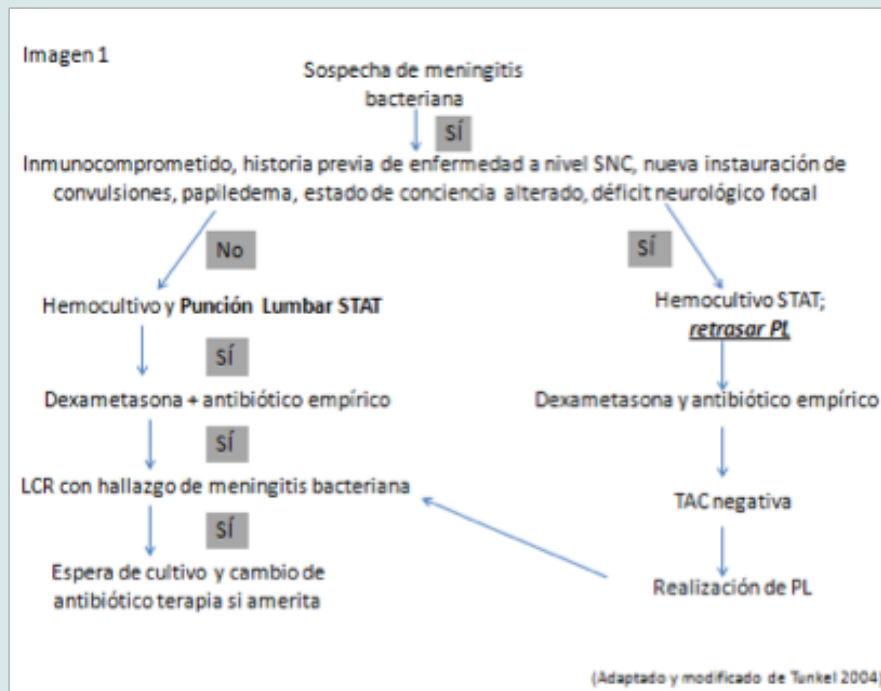 Imagen 1
Sospecha de meningitis
bacteriana
SÍ
Inmunocomprometido, historia previa de enfermedad a nivel SNC, nueva instauración de
convulsiones, papiledema, estado de conciencia alterado, déficit neurológico focal
No
SÍ
Hemocultivo y Punción Lumbar STAT
Hemocultivo STAT;
retrasar PL
SÍ
Dexametasona + antibiótico empírico
Dexametasona y antibiótico empírico
SÍ
LCR con hallazgo de meningitis bacteriana
TAC negativa
SÍ
Espera de cultivo y cambio de
antibiótico terapia si amerita
Realización de PL
(Adaptado y modificado de Tunkel 2004)